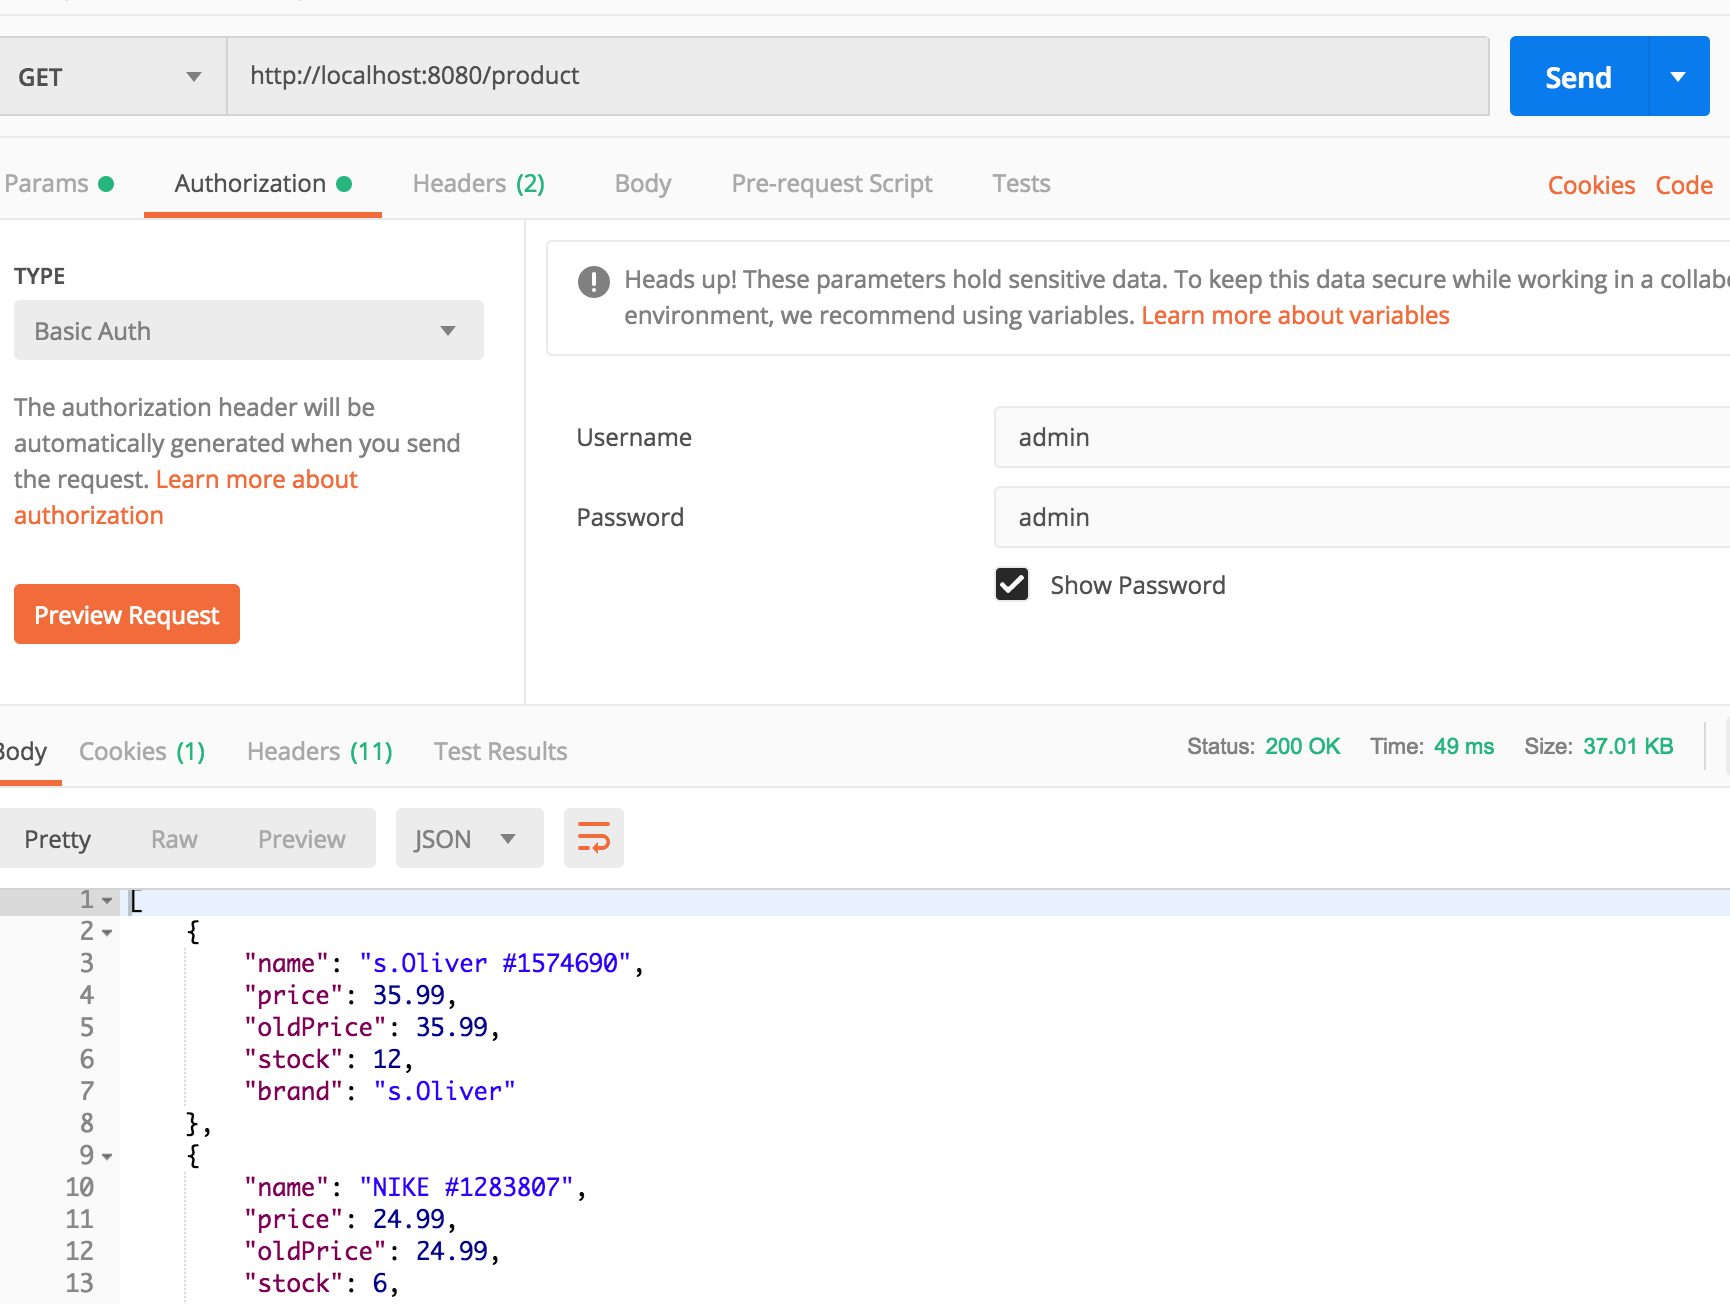 GET http://localhost:8080/product Send
Params Authorization Headers (2) Body Pre-request Script Tests Cookies Code
TYPE
Basic Auth
The authorization header will be
automatically generated when you send
the request. Learn more about
authorization
Preview Request
Heads up! These parameters hold sensitive data. To keep this data secure while working in a collabo
environment, we recommend using variables. Learn more about variables
Username admin
Password admin
Show Password
Body Cookies (1) Headers (11) Test Results Status: 200 OK Time: 49 ms Size: 37.01 KB
Pretty Raw Preview JSON
1 [
2 {
3 "name": "s.Oliver #1574690",
4 "price": 35.99,
5 "oldPrice": 35.99,
6 "stock": 12,
7 "brand": "s.Oliver"
8 },
9 {
10 "name": "NIKE #1283807",
11 "price": 24.99,
12 "oldPrice": 24.99,
13 "stock": 6,